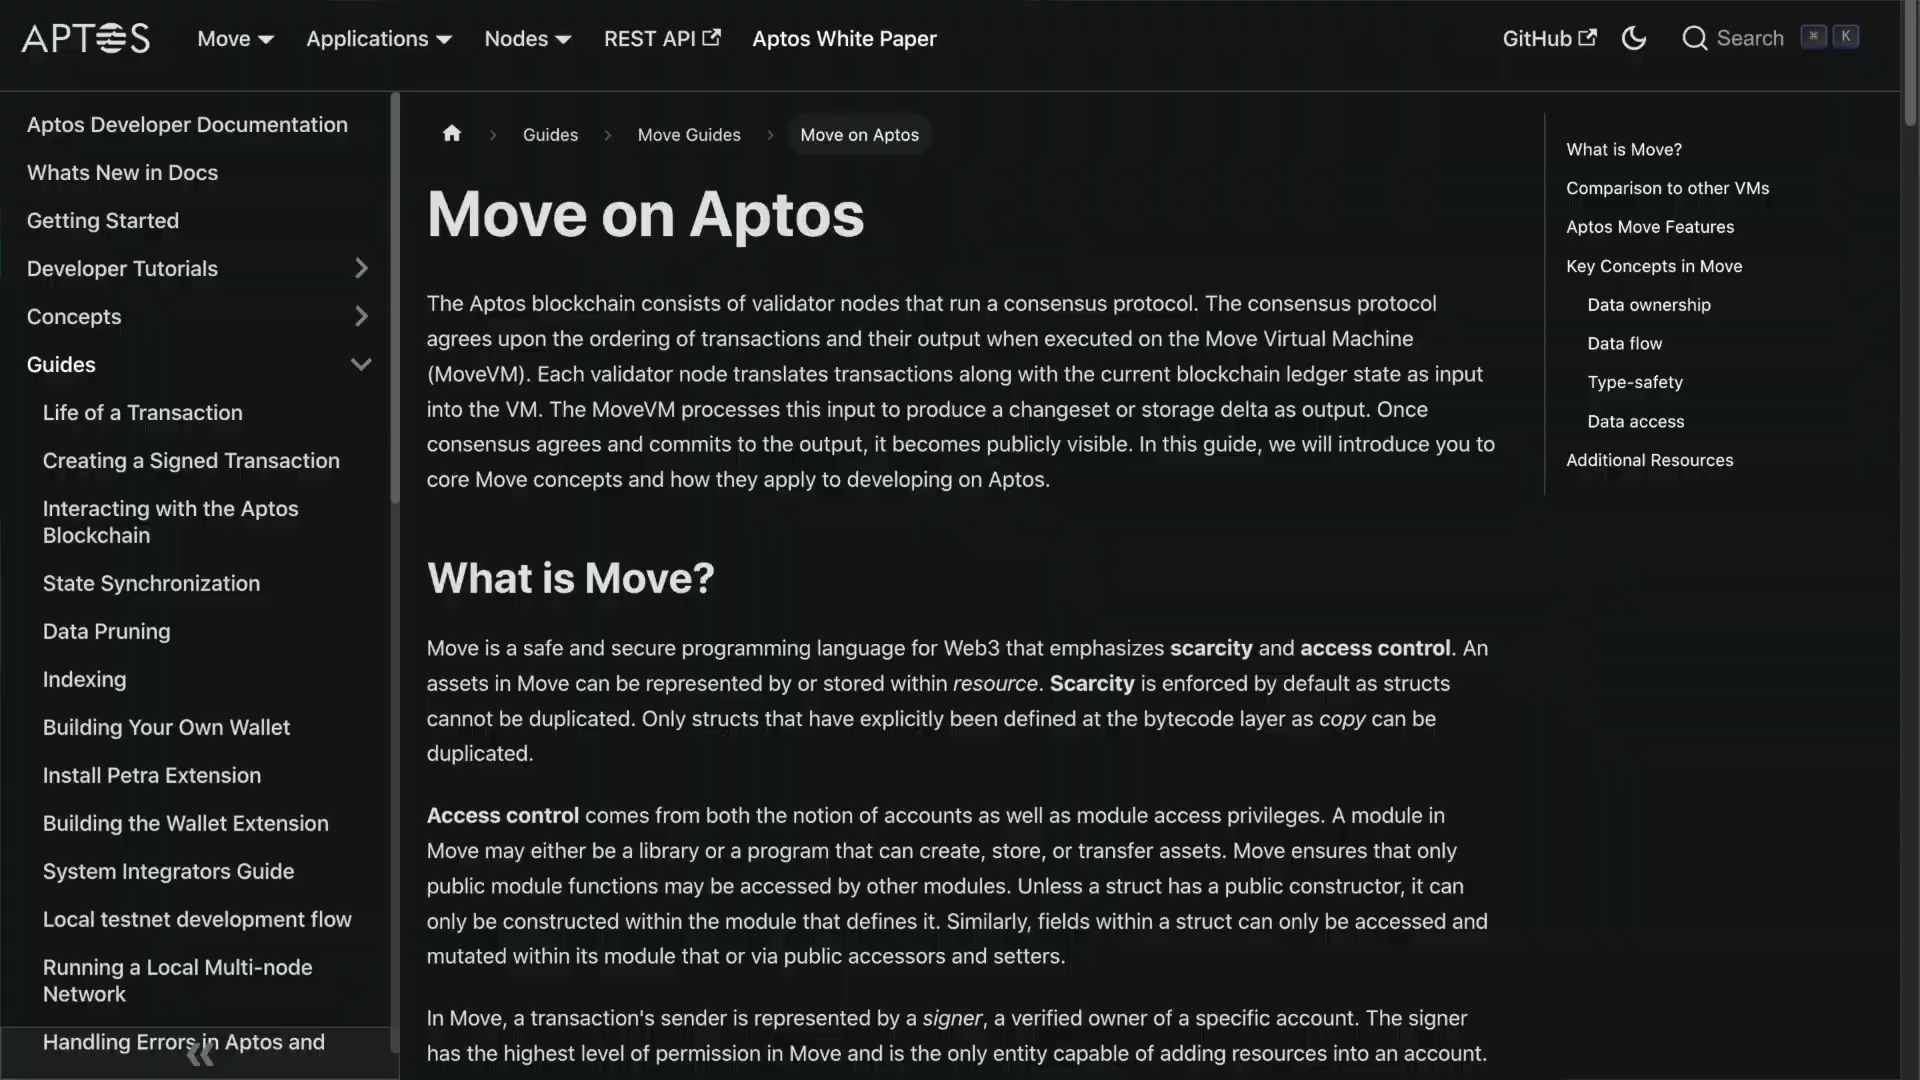 APTOS
Move
Applications
Nodes
REST API
Aptos White Paper
GitHub
Search
⌘ K
Aptos Developer Documentation
Whats New in Docs
Getting Started
Developer Tutorials
Concepts
Guides
Life of a Transaction
Creating a Signed Transaction
Interacting with the Aptos
Blockchain
State Synchronization
Data Pruning
Indexing
Building Your Own Wallet
Install Petra Extension
Building the Wallet Extension
System Integrators Guide
Local testnet development flow
Running a Local Multi-node
Network
Handling Errors in Aptos and
Guides
Move Guides
Move on Aptos
Move on Aptos
The Aptos blockchain consists of validator nodes that run a consensus protocol. The consensus protocol
agrees upon the ordering of transactions and their output when executed on the Move Virtual Machine
(MoveVM). Each validator node translates transactions along with the current blockchain ledger state as input
into the VM. The MoveVM processes this input to produce a changeset or storage delta as output. Once
consensus agrees and commits to the output, it becomes publicly visible. In this guide, we will introduce you to
core Move concepts and how they apply to developing on Aptos.
What is Move?
Move is a safe and secure programming language for Web3 that emphasizes scarcity and access control. An
assets in Move can be represented by or stored within resource. Scarcity is enforced by default as structs
cannot be duplicated. Only structs that have explicitly been defined at the bytecode layer as copy can be
duplicated.
Access control comes from both the notion of accounts as well as module access privileges. A module in
Move may either be a library or a program that can create, store, or transfer assets. Move ensures that only
public module functions may be accessed by other modules. Unless a struct has a public constructor, it can
only be constructed within the module that defines it. Similarly, fields within a struct can only be accessed and
mutated within its module that or via public accessors and setters.
In Move, a transaction's sender is represented by a signer, a verified owner of a specific account. The signer
has the highest level of permission in Move and is the only entity capable of adding resources into an account.
What is Move?
Comparison to other VMs
Aptos Move Features
Key Concepts in Move
Data ownership
Data flow
Type-safety
Data access
Additional Resources